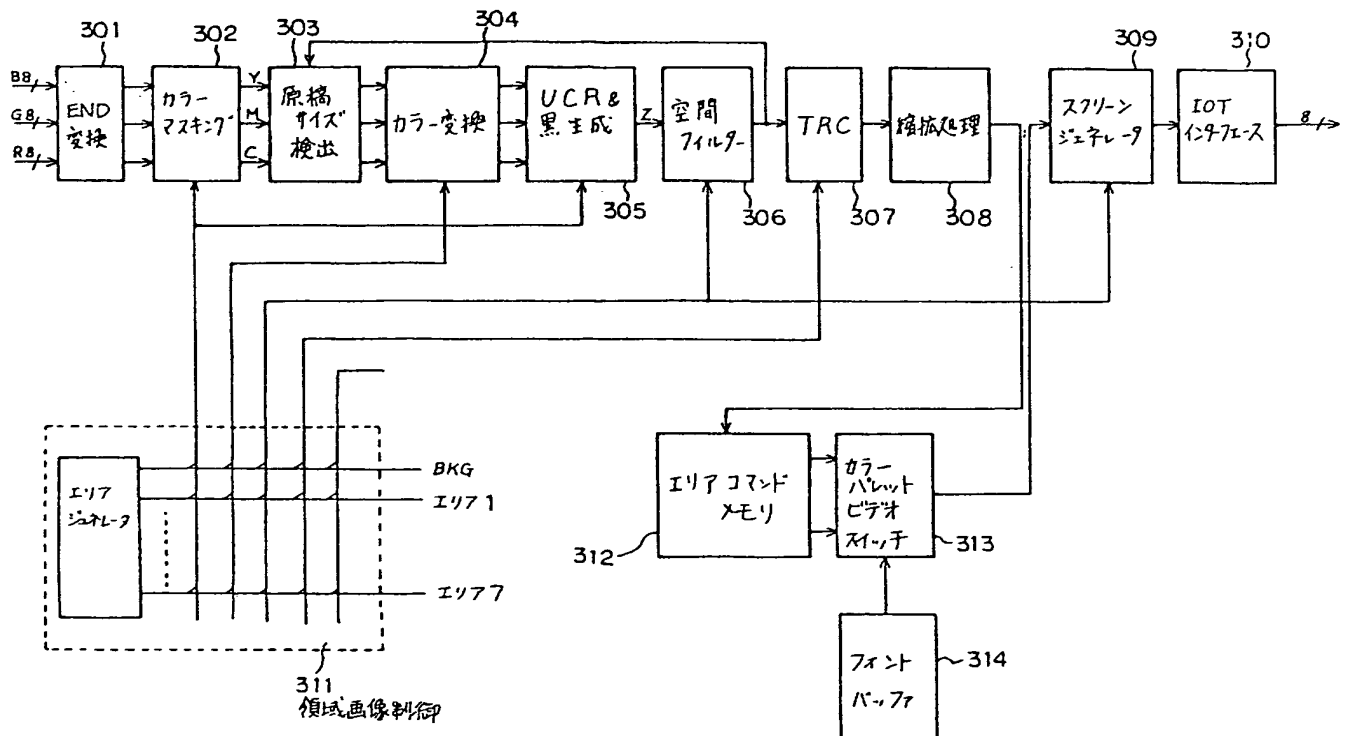 301
302
303
304
309
310
B8
G8
R8
END
変換
カラー
マスキング
Y
M
C
原稿
サイズ
検出
カラー変換
UCR&
黒生成
Z
空間
フィルター
TRC
縮拡処理
スクリーン
ジェネレータ
IOT
インターフェース
8
305
306
307
308
エリア
ジェネレータ
BKG
エリア1
エリア7
311
領域画像制御
エリアコマンド
メモリ
312
カラー
パレット
ビデオ
スイッチ
313
フォント
バッファ
314